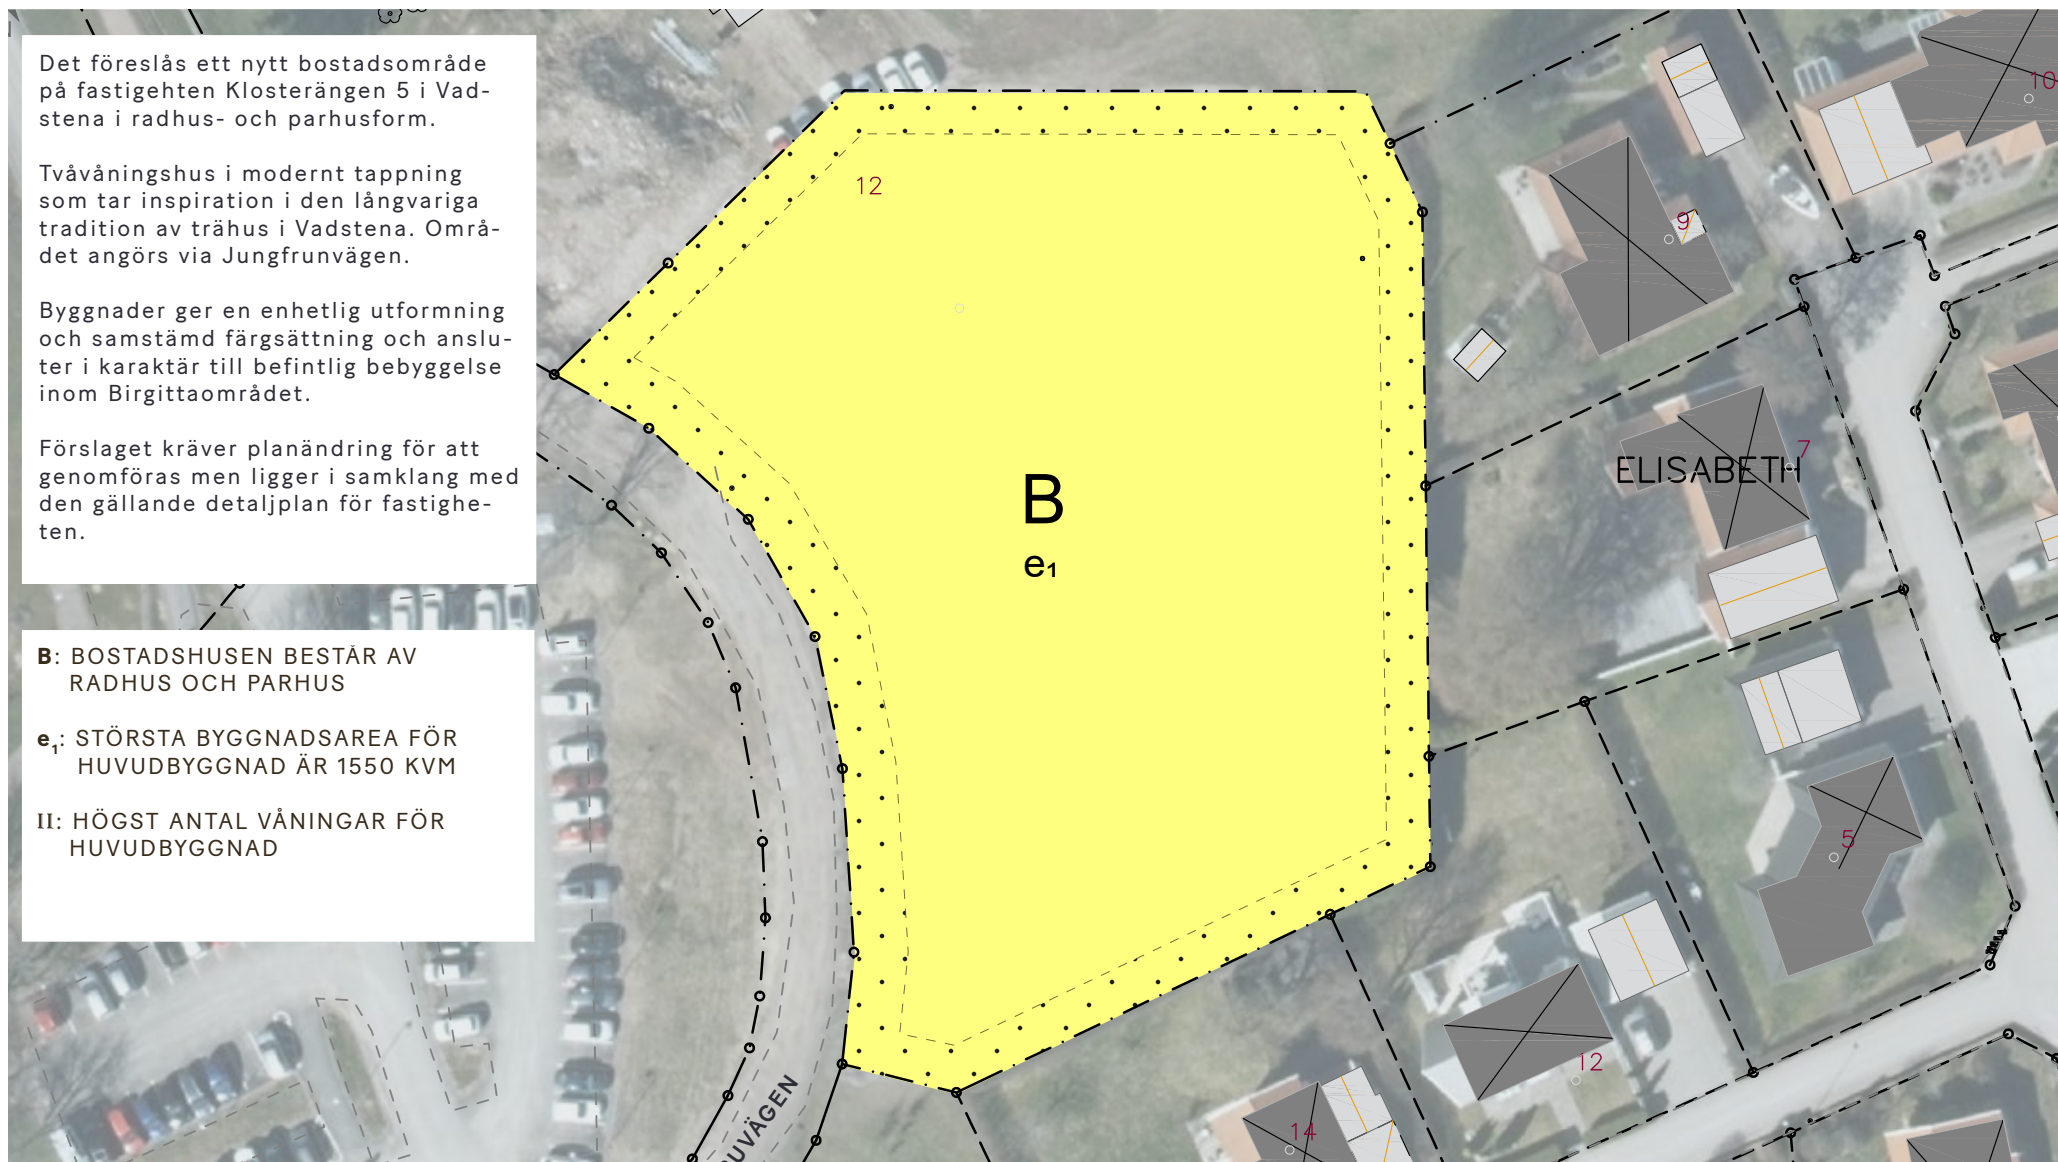 Det föreslås ett nytt bostadsområde
på fastigehten Klosterängen 5 i Vad-
stena i radhus- och parhusform.
Tvåvåningshus i modernt tappning
som tar inspiration i den långvariga
tradition av trähus i Vadstena. Områ-
det angörs via Jungfrunvägen.
Byggnader ger en enhetlig utformning
och samstämd färgsättning och anslu-
ter i karaktär till befintlig bebyggelse
inom Birgittaområdet.
Förslaget kräver planändring för att
genomföras men ligger i samklang med
den gällande detaljplan för fastighe-
ten.
B: BOSTADSHUSEN BESTÅR AV
RADHUS OCH PARHUS
e₁: STÖRSTA BYGGNADSAREA FÖR
HUVUDBYGGNAD ÄR 1550 KVM
II: HÖGST ANTAL VÅNINGAR FÖR
HUVUDBYGGNAD
12
B
e₁
10
9
7
ELISABETH
5
12
14
UVÄGEN